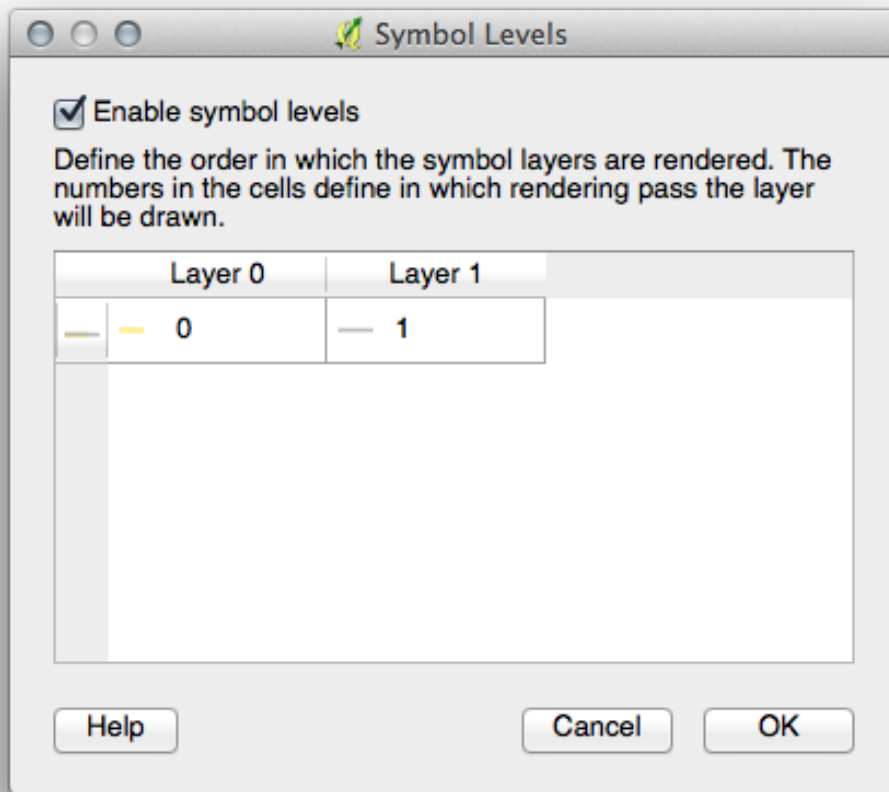 Symbol Levels
Enable symbol levels
Define the order in which the symbol layers are rendered. The
numbers in the cells define in which rendering pass the layer
will be drawn.
Layer 0 Layer 1
0 1
Help Cancel OK